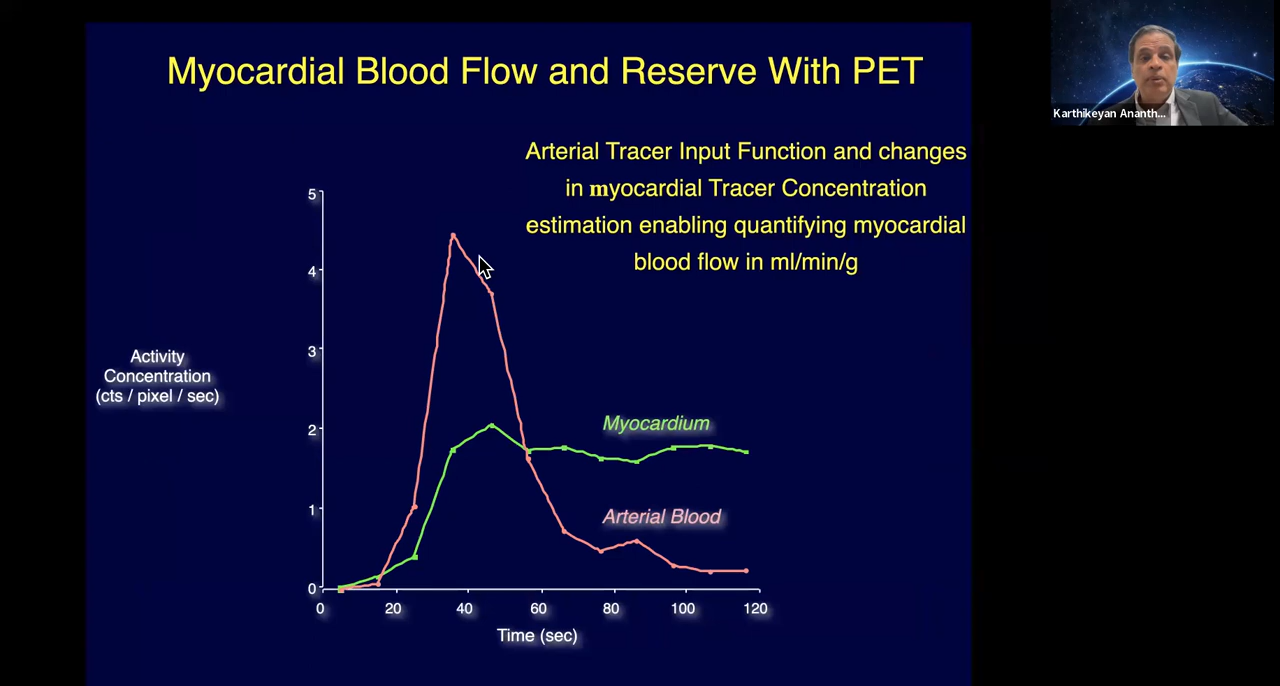 Myocardial Blood Flow and Reserve With PET
Karthikeyan Ananth...
Arterial Tracer Input Function and changes
in myocardial Tracer Concentration
estimation enabling quantifying myocardial
blood flow in ml/min/g
5
4
3
2
1
0
Activity
Concentration
(cts / pixel / sec)
Myocardium
Arterial Blood
0 20 40 60 80 100 120
Time (sec)